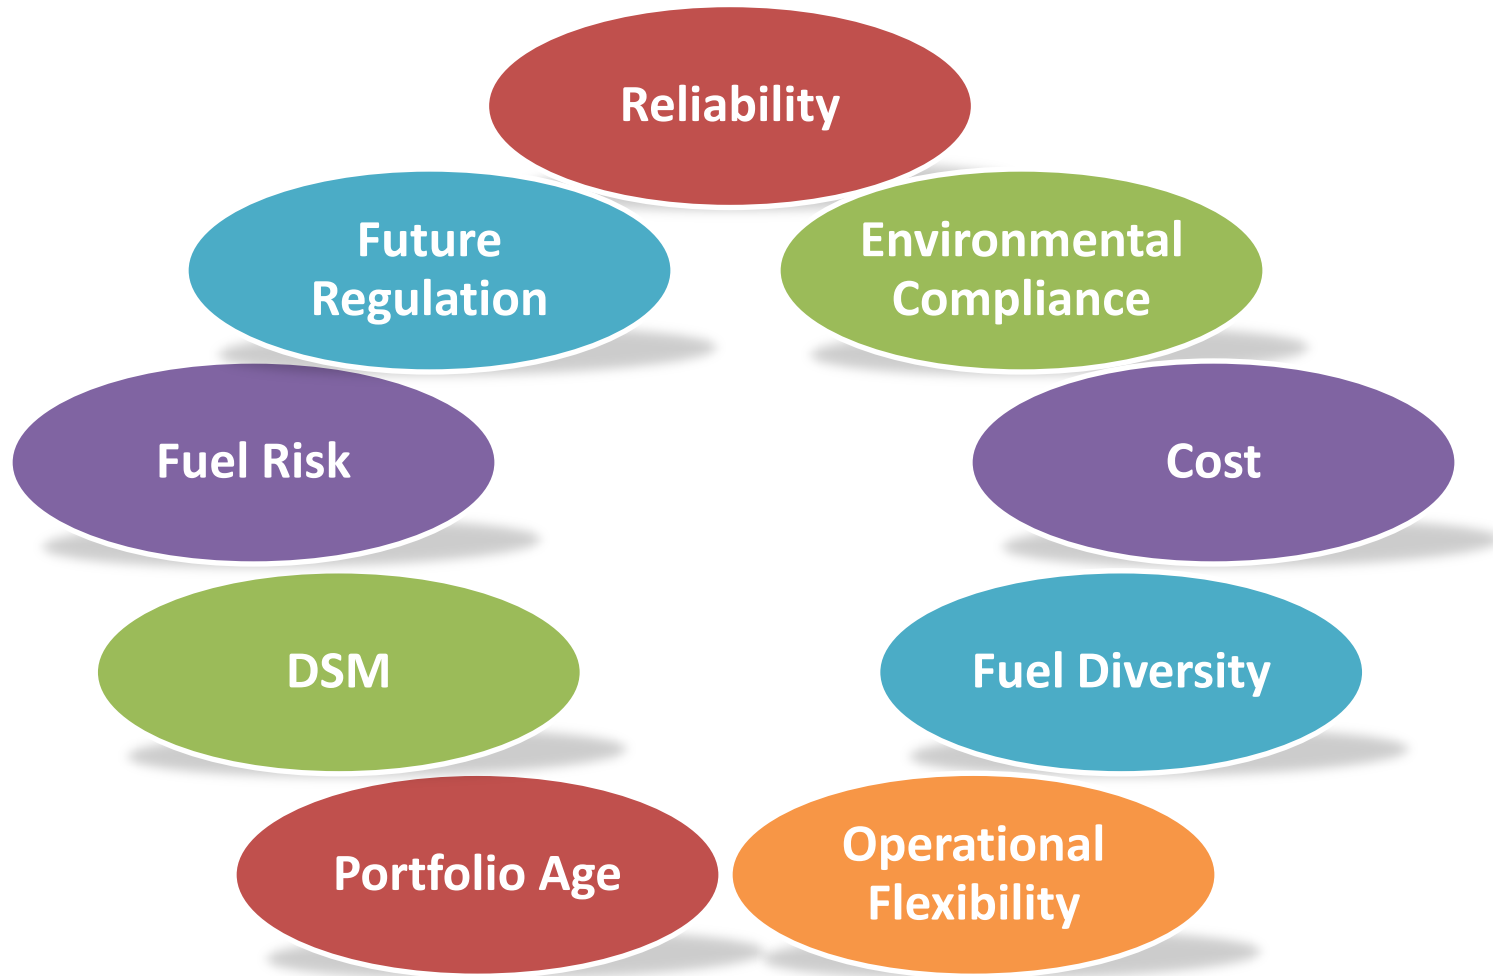 Reliability
Future
Regulation
Environmental
Compliance
Fuel Risk
Cost
DSM
Fuel Diversity
Portfolio Age
Operational
Flexibility